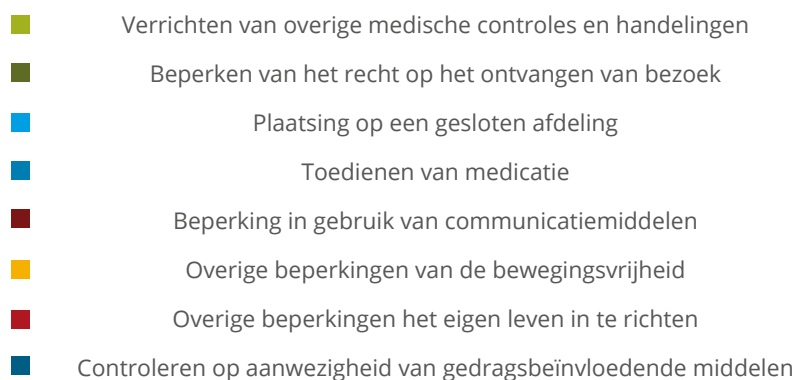 Verrichten van overige medische controles en handelingen
Beperken van het recht op het ontvangen van bezoek
Plaatsing op een gesloten afdeling
Toedienen van medicatie
Beperking in gebruik van communicatiemiddelen
Overige beperkingen van de bewegingsvrijheid
Overige beperkingen het eigen leven in te richten
Controleren op aanwezigheid van gedragsbeïnvloedende middelen